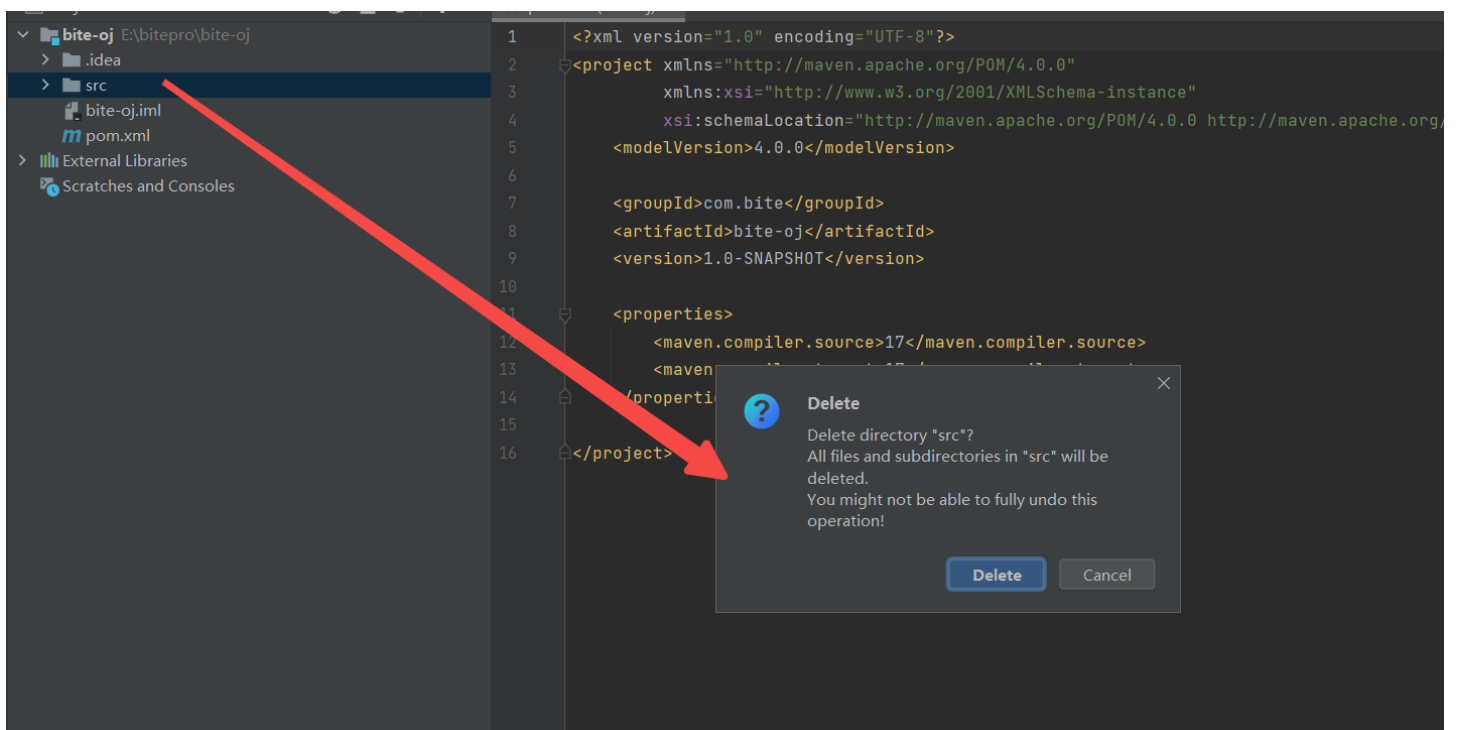 bite-oj E:\bitepro\bite-oj
.idea
src
bite-oj.iml
pom.xml
External Libraries
Scratches and Consoles
1 <?xml version="1.0" encoding="UTF-8"?>
2 <project xmlns="http://maven.apache.org/POM/4.0.0"
3 xmlns:xsi="http://www.w3.org/2001/XMLSchema-instance"
4 xsi:schemaLocation="http://maven.apache.org/POM/4.0.0 http://maven.apache.org/
5 <modelVersion>4.0.0</modelVersion>
6
7 <groupId>com.bite</groupId>
8 <artifactId>bite-oj</artifactId>
9 <version>1.0-SNAPSHOT</version>
10
11 <properties>
12 <maven.compiler.source>17</maven.compiler.source>
13 <maven
14 </properti
15
16 </project>
Delete
Delete directory "src"?
All files and subdirectories in "src" will be
deleted.
You might not be able to fully undo this
operation!
Delete Cancel